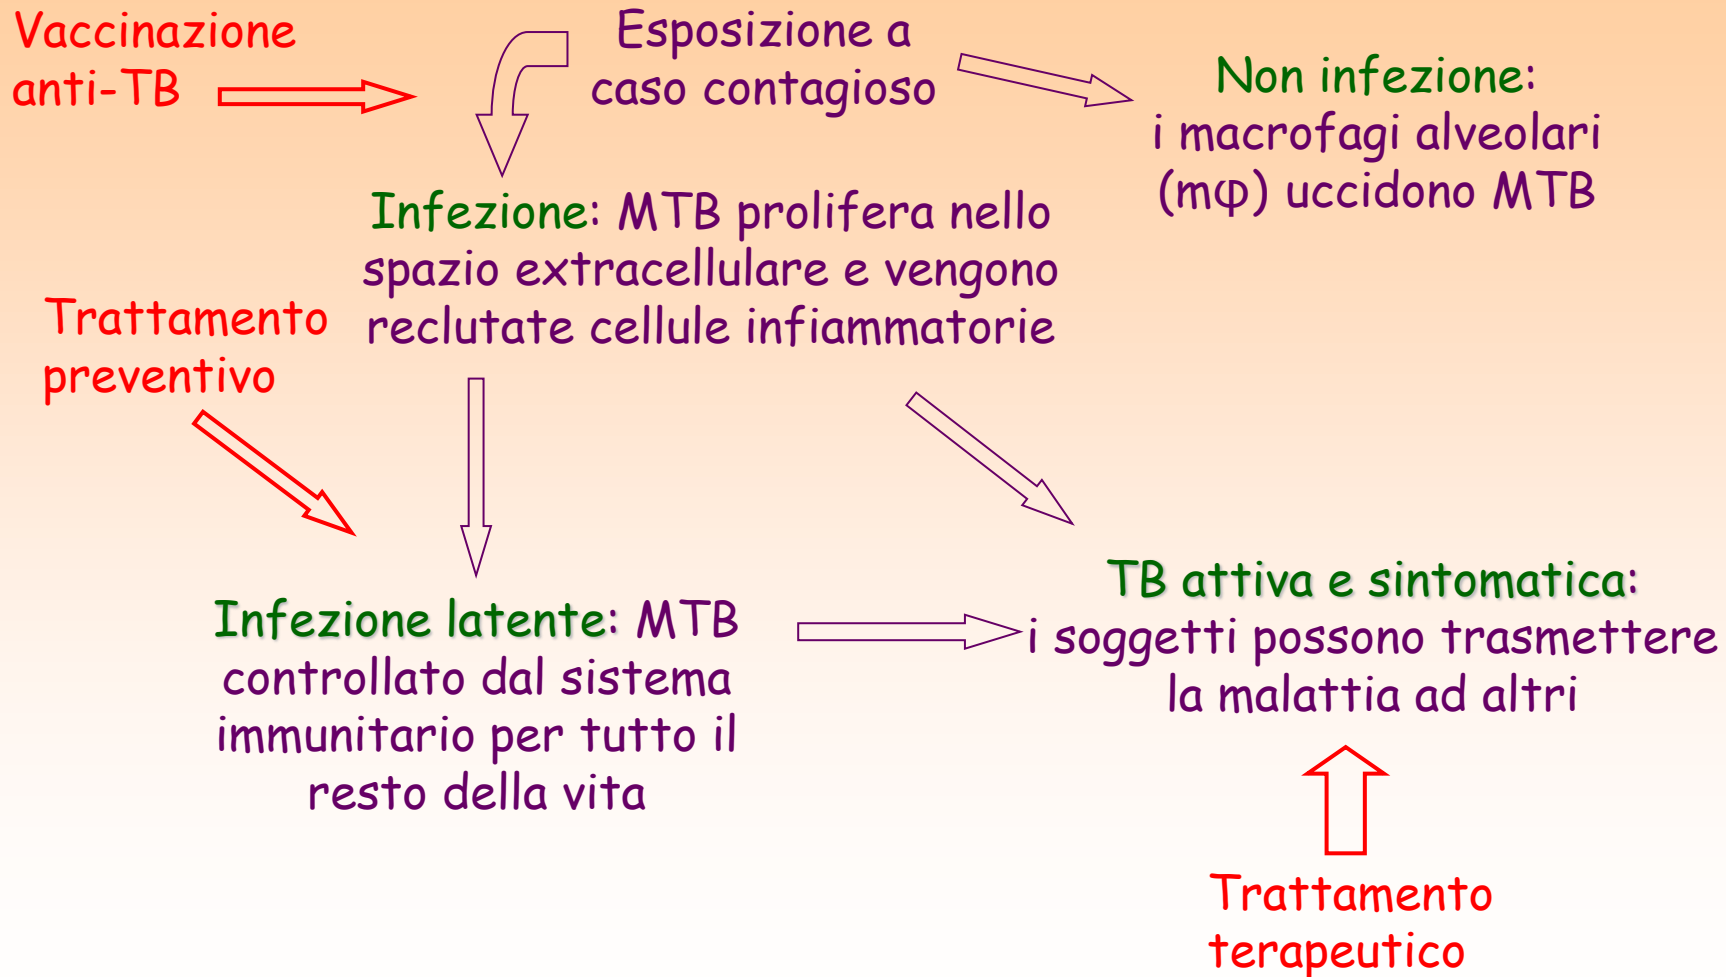 Vaccinazione
anti-TB
Esposizione a
caso contagioso
Non infezione:
i macrofagi alveolari
(mφ) uccidono MTB
Infezione: MTB prolifera nello
spazio extracellulare e vengono
reclutate cellule infiammatorie
Trattamento
preventivo
Infezione latente: MTB
controllato dal sistema
immunitario per tutto il
resto della vita
TB attiva e sintomatica:
i soggetti possono trasmettere
la malattia ad altri
Trattamento
terapeutico